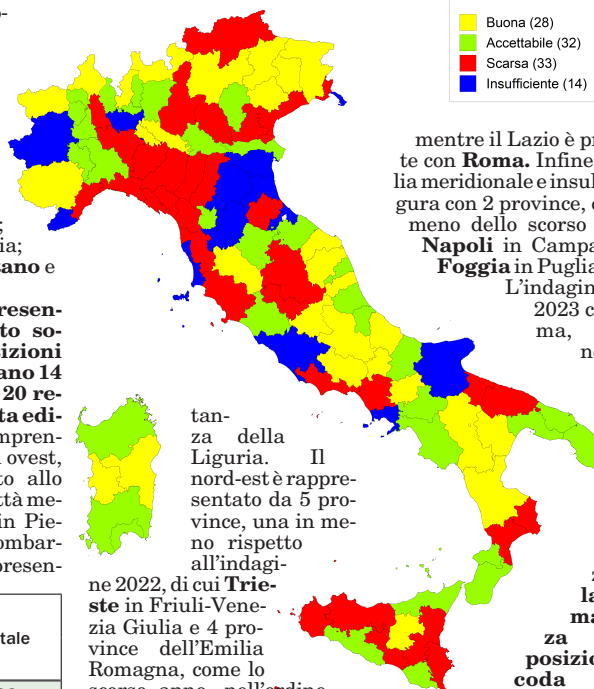 Buona (28)
Accettabile (32)
Scarsa (33)
Insufficiente (14)
mentre il Lazio è
te con Roma. Infine
lia meridionale e insul
gura con 2 province,
meno dello scorso
Napoli in Campa
Foggia in Puglia
L'indagin
2023
ma,
ia;
ano e
resen-
to so-
izioni
ano 14
20 re-
ta edi-
mpren-
ovest,
to allo
ttà me-
in Pie-
ombar-
presen-
tan-
za della
Liguria. Il
nord-est è rappre-
sentato da 5 pro-
vince, una in me-
no rispetto
all'indagi-
ne 2022, di cui Trie-
ste in Friuli-Vene-
zia Giulia e 4 pro-
vince dell'Emilia
Romagna, come lo
scorso anno, nell'ordine
tale
la
ma
za
posizio
coda